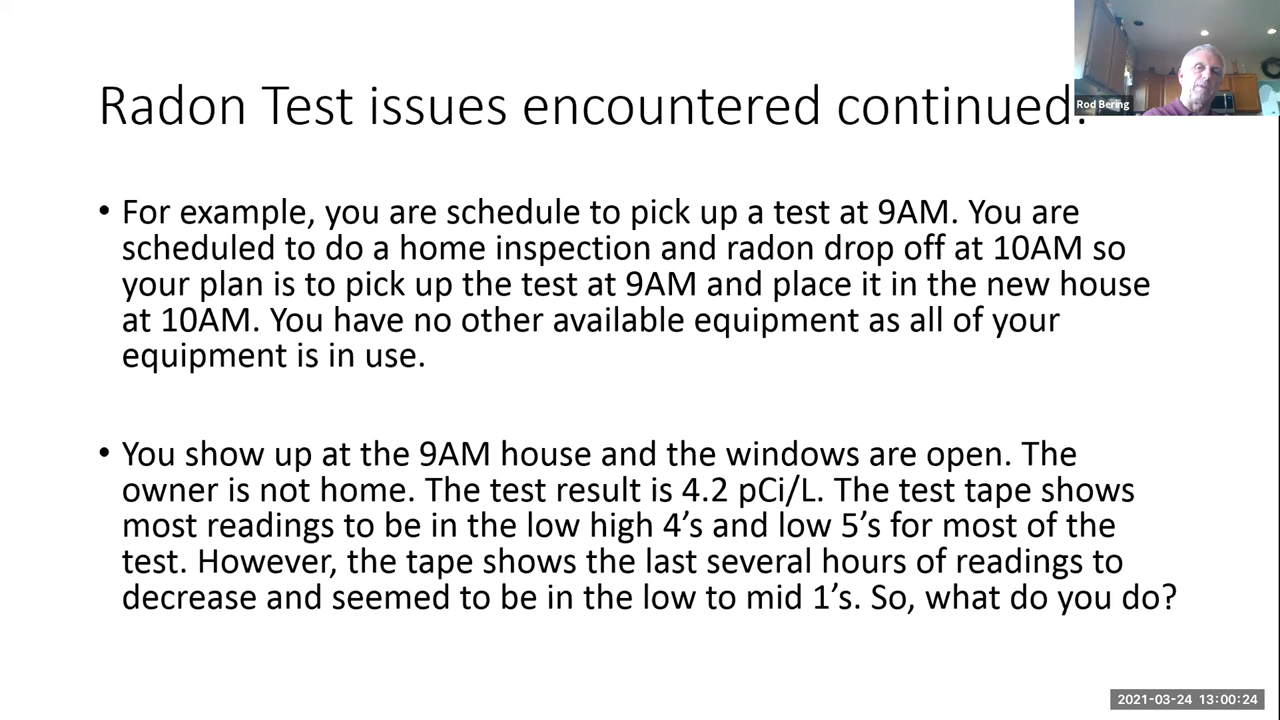 Radon Test issues encountered continued.
Rod Bering
• For example, you are schedule to pick up a test at 9AM. You are
scheduled to do a home inspection and radon drop off at 10AM so
your plan is to pick up the test at 9AM and place it in the new house
at 10AM. You have no other available equipment as all of your
equipment is in use.
• You show up at the 9AM house and the windows are open. The
owner is not home. The test result is 4.2 pCi/L. The test tape shows
most readings to be in the low high 4’s and low 5’s for most of the
test. However, the tape shows the last several hours of readings to
decrease and seemed to be in the low to mid 1’s. So, what do you do?
2021-03-24 13:00:24